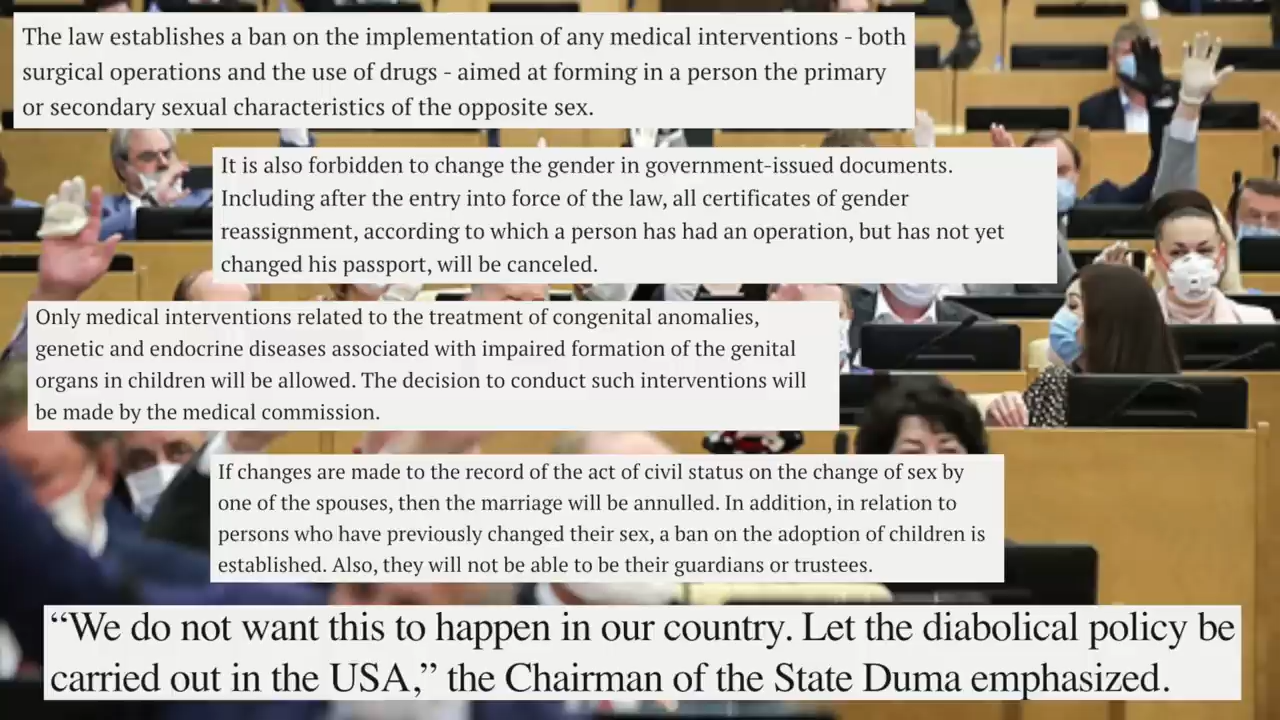 The law establishes a ban on the implementation of any medical interventions - both
surgical operations and the use of drugs - aimed at forming in a person the primary
or secondary sexual characteristics of the opposite sex.
It is also forbidden to change the gender in government-issued documents.
Including after the entry into force of the law, all certificates of gender
reassignment, according to which a person has had an operation, but has not yet
changed his passport, will be canceled.
Only medical interventions related to the treatment of congenital anomalies,
genetic and endocrine diseases associated with impaired formation of the genital
organs in children will be allowed. The decision to conduct such interventions will
be made by the medical commission.
If changes are made to the record of the act of civil status on the change of sex by
one of the spouses, then the marriage will be annulled. In addition, in relation to
persons who have previously changed their sex, a ban on the adoption of children is
established. Also, they will not be able to be their guardians or trustees.
“We do not want this to happen in our country. Let the diabolical policy be
carried out in the USA,” the Chairman of the State Duma emphasized.